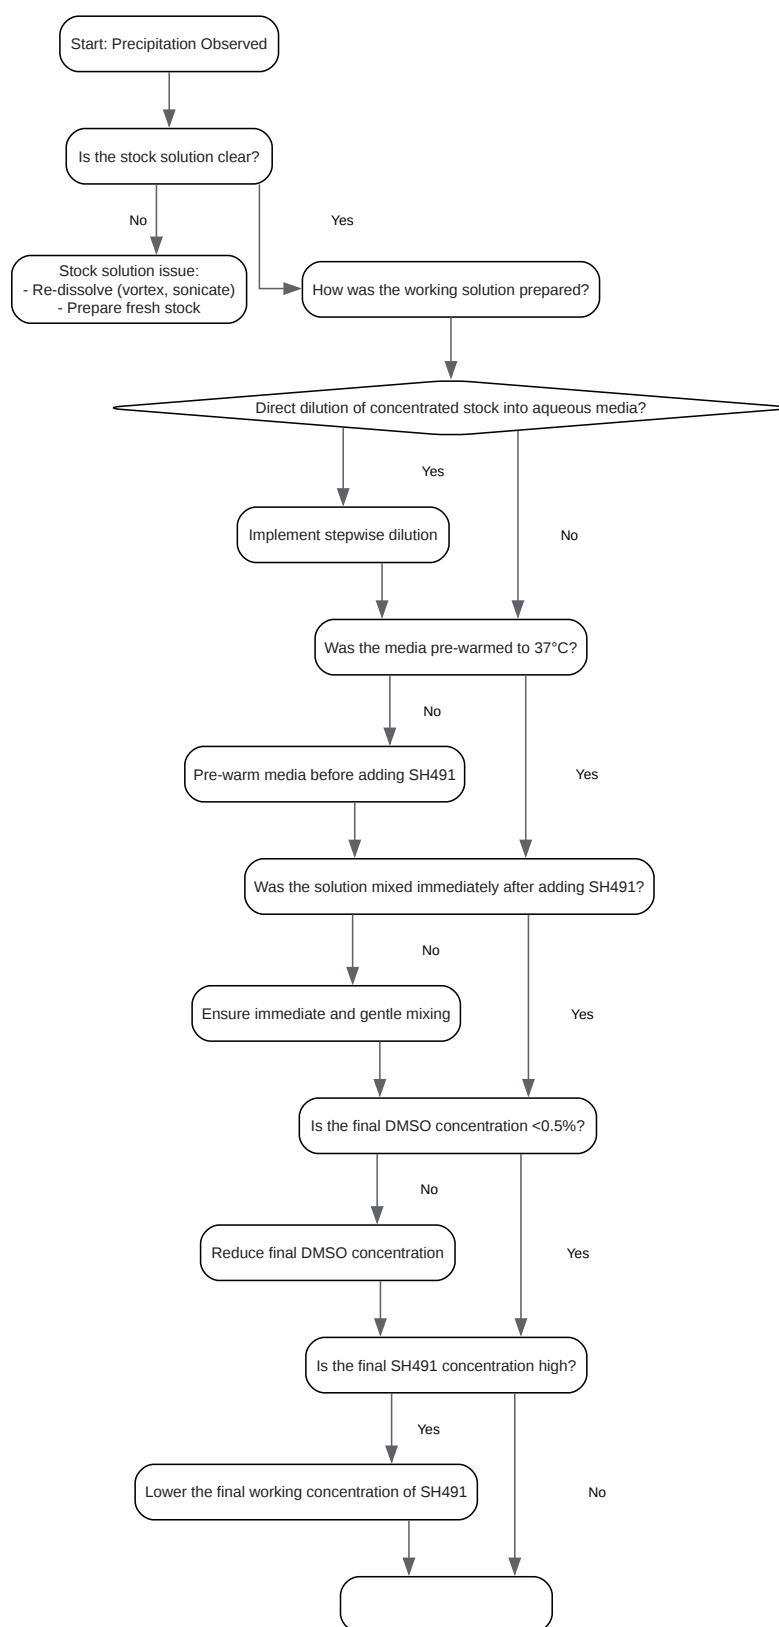 Start: Precipitation Observed
Is the stock solution clear?
No
Yes
Stock solution issue:
- Re-dissolve (vortex, sonicate)
- Prepare fresh stock
How was the working solution prepared?
Direct dilution of concentrated stock into aqueous media?
Yes
Implement stepwise dilution
No
Was the media pre-warmed to 37°C?
No
Pre-warm media before adding SH491
Yes
Was the solution mixed immediately after adding SH491?
No
Ensure immediate and gentle mixing
Yes
Is the final DMSO concentration <0.5%?
No
Reduce final DMSO concentration
Yes
Is the final SH491 concentration high?
Yes
Lower the final working concentration of SH491
No